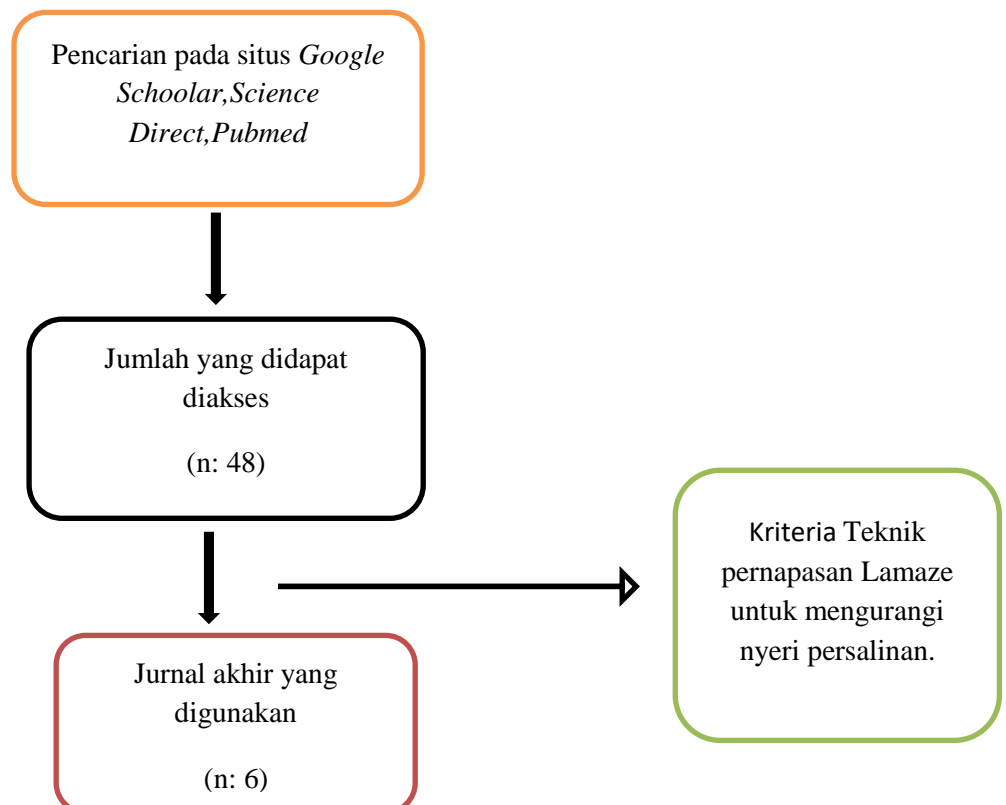 Pencarian pada situs Google
Schoolar,Science
Direct,Pubmed
Jumlah yang didapat
diakses
(n: 48)
Kriteria Teknik
pernapasan Lamaze
untuk mengurangi
nyeri persalinan.
Jurnal akhir yang
digunakan
(n: 6)